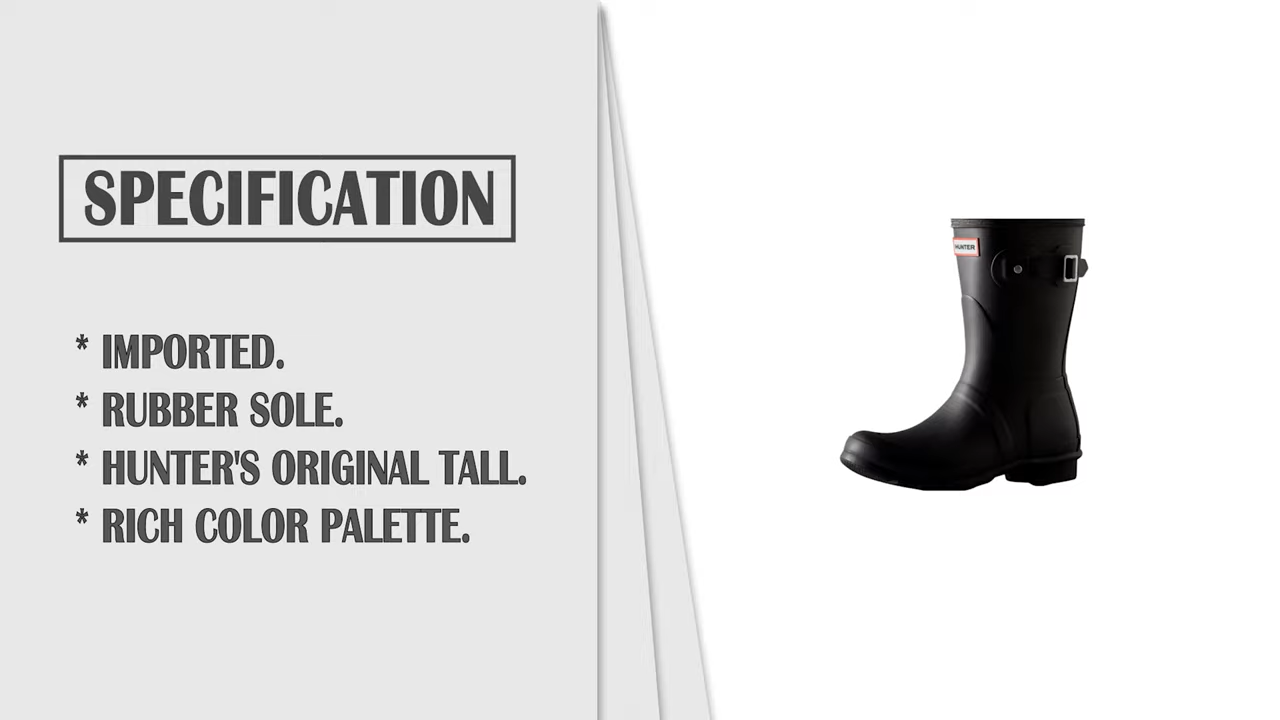 SPECIFICATION
* IMPORTED.
* RUBBER SOLE.
* HUNTER'S ORIGINAL TALL.
* RICH COLOR PALETTE.
HUNTER